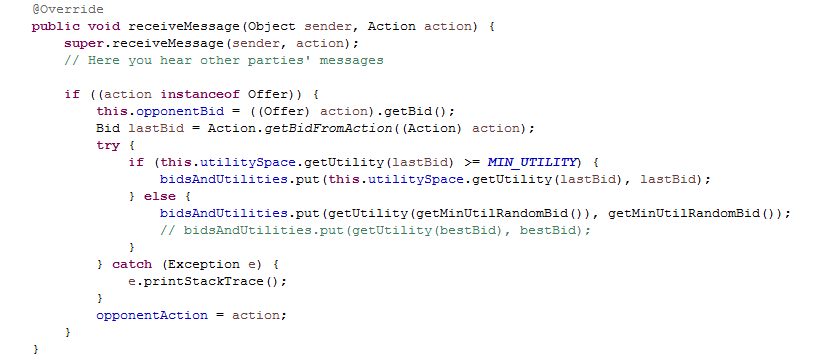 @Override
public void receiveMessage(Object sender, Action action) {
    super.receiveMessage(sender, action);
    // Here you hear other parties' messages

    if ((action instanceof Offer)) {
        this.opponentBid = ((Offer) action).getBid();
        Bid lastBid = Action.getBidFromAction((Action) action);
        try {
            if (this.utilitySpace.getUtility(lastBid) >= MIN_UTILITY) {
                bidsAndUtilities.put(this.utilitySpace.getUtility(lastBid), lastBid);
            } else {
                bidsAndUtilities.put(getUtility(getMinUtilRandomBid()), getMinUtilRandomBid());
                // bidsAndUtilities.put(getUtility(bestBid), bestBid);
            }
        } catch (Exception e) {
            e.printStackTrace();
        }
        opponentAction = action;
    }
}